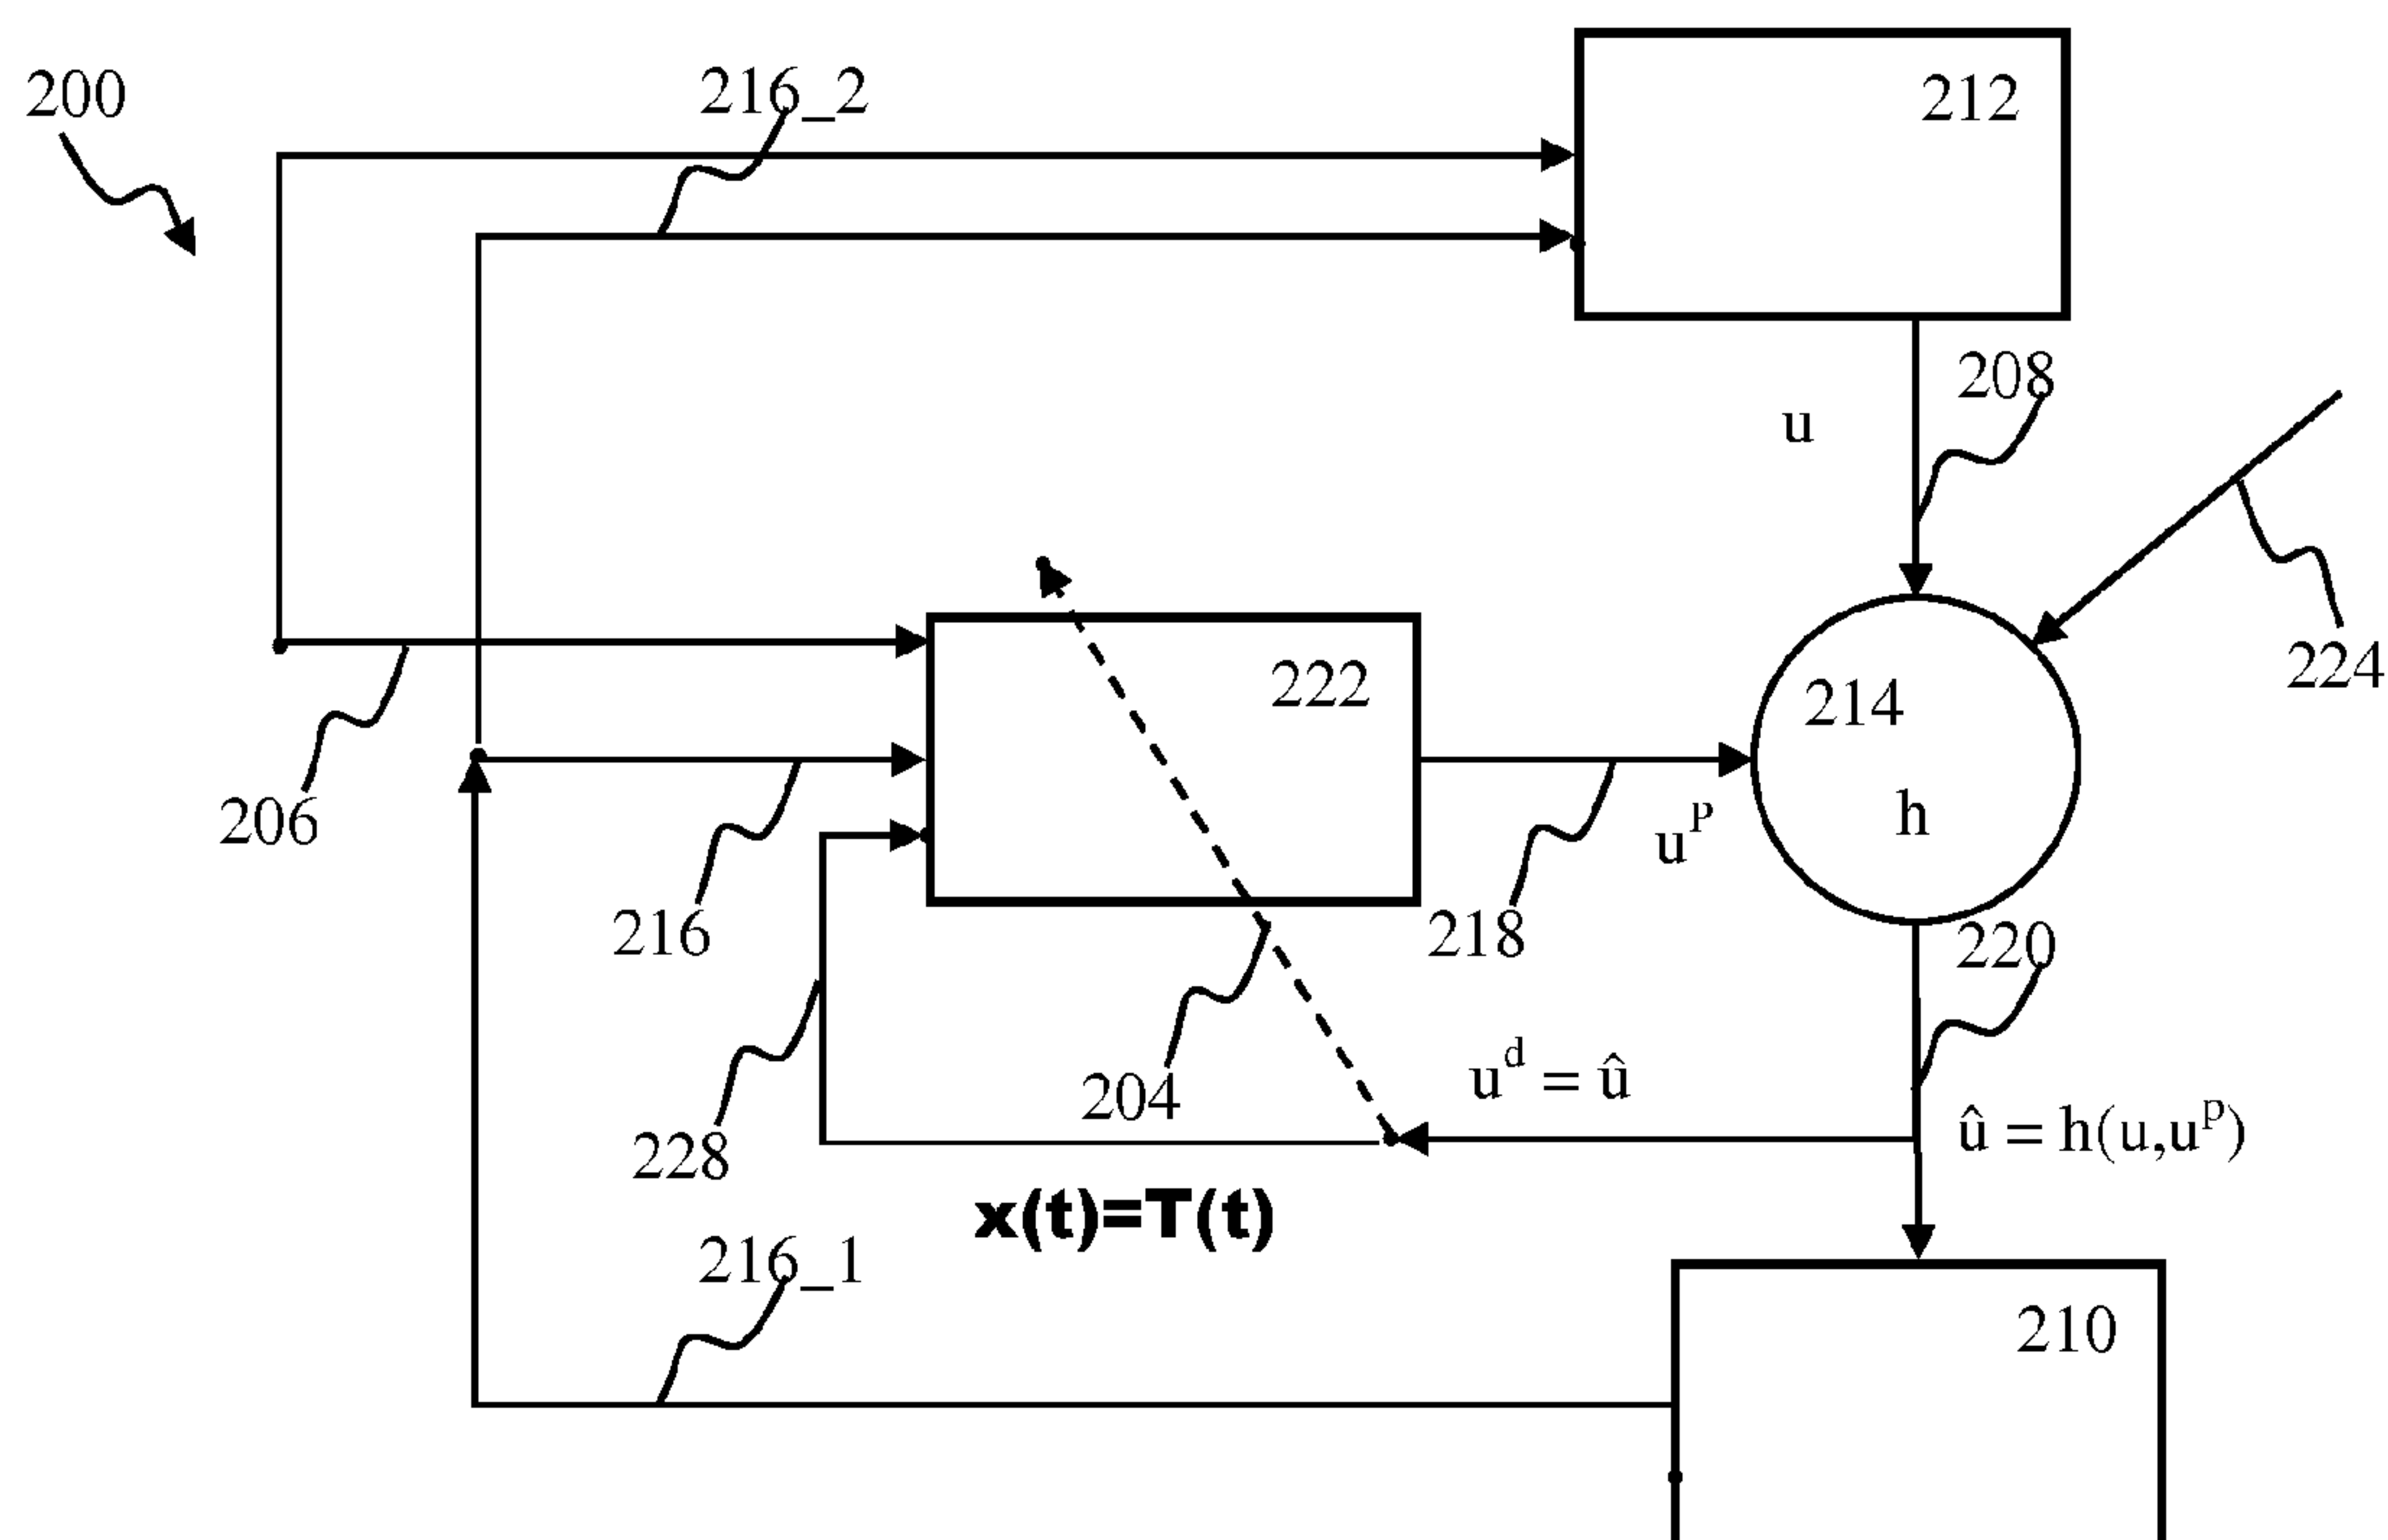 200
216_2
212
208
u
224
222
214
h
206
u^P
216
218
220
228
204
u^d = û
û = h(u,u^p)
x(t)=T(t)
216_1
210